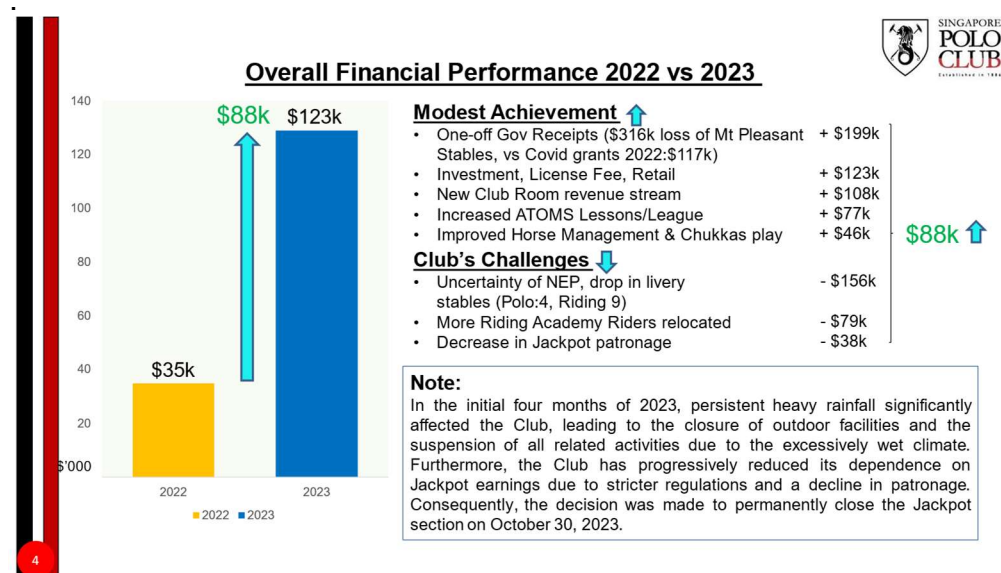 SINGAPORE
POLO
CLUB
Established in 1886
Overall Financial Performance 2022 vs 2023
140
120
100
80
60
40
20
$'000
$88k
$123k
$35k
2022
2023
2022 2023
Modest Achievement
• One-off Gov Receipts ($316k loss of Mt Pleasant + $199k
Stables, vs Covid grants 2022:$117k)
• Investment, License Fee, Retail + $123k
• New Club Room revenue stream + $108k
• Increased ATOMS Lessons/League + $77k
• Improved Horse Management & Chukkas play + $46k
$88k
Club's Challenges
• Uncertainty of NEP, drop in livery - $156k
stables (Polo:4, Riding 9)
• More Riding Academy Riders relocated - $79k
• Decrease in Jackpot patronage - $38k
Note:
In the initial four months of 2023, persistent heavy rainfall significantly
affected the Club, leading to the closure of outdoor facilities and the
suspension of all related activities due to the excessively wet climate.
Furthermore, the Club has progressively reduced its dependence on
Jackpot earnings due to stricter regulations and a decline in patronage.
Consequently, the decision was made to permanently close the Jackpot
section on October 30, 2023.
4